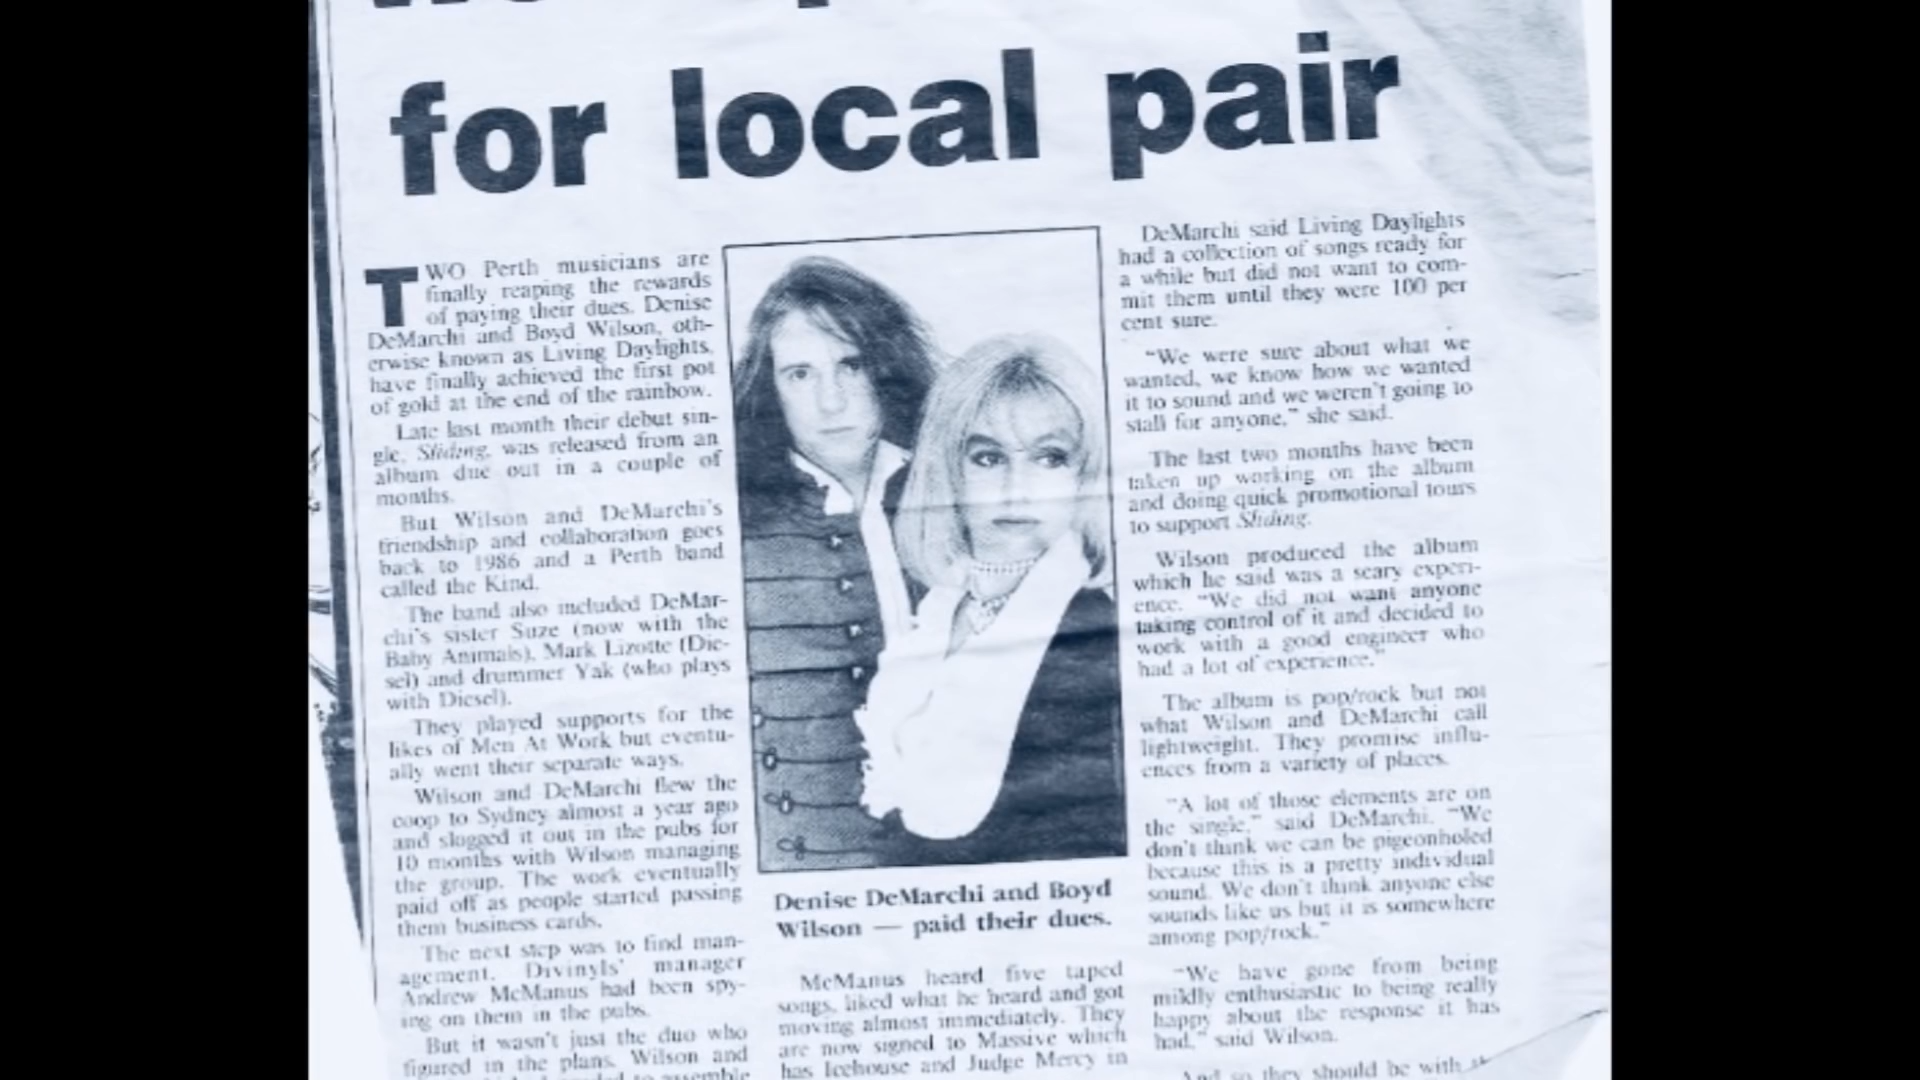 for local pair
TWO Perth musicians are
finally reaping the rewards
of paying their dues. Denise
DeMarchi and Boyd Wilson, oth-
erwise known as Living Daylights,
have finally achieved the first pot
of gold at the end of the rainbow.
Late last month their debut sin-
gle, Sliding, was released from an
album due out in a couple of
months.
But Wilson and DeMarchi's
friendship and collaboration goes
back to 1986 and a Perth band
called the Kind.
The band also included DeMar-
chi's sister Suze (now with the
Baby Animals), Mark Lizotte (Die-
sel) and drummer Yak (who plays
with Diesel).
They played supports for the
likes of Men At Work but eventu-
ally went their separate ways.
Wilson and DeMarchi flew the
coop to Sydney almost a year ago
and slogged it out in the pubs for
10 months with Wilson managing
the group. The work eventually
paid off as people started passing
them business cards.
The next step was to find man-
agement. Divinyls' manager
Andrew McManus had been spy-
ing on them in the pubs.
But it wasn't just the duo who
figured in the plans. Wilson and
to assemble
Denise DeMarchi and Boyd
Wilson — paid their dues.
McManus heard five taped
songs, liked what he heard and got
moving almost immediately. They
are now signed to Massive which
has Icehouse and Judge Mercy in
DeMarchi said Living Daylights
had a collection of songs ready for
a while but did not want to com-
mit them until they were 100 per
cent sure.
"We were sure about what we
wanted, we know how we wanted
it to sound and we weren't going to
stall for anyone," she said.
The last two months have been
taken up working on the album
and doing quick promotional tours
to support Sliding.
Wilson produced the album
which he said was a scary experi-
ence. "We did not want anyone
taking control of it and decided to
work with a good engineer who
had a lot of experience."
The album is pop/rock but not
what Wilson and DeMarchi call
lightweight. They promise influ-
ences from a variety of places.
"A lot of those elements are on
the single," said DeMarchi. "We
don't think we can be pigeonholed
because this is a pretty individual
sound. We don't think anyone else
sounds like us but it is somewhere
among pop/rock."
"We have gone from being
mildly enthusiastic to being really
happy about the response it has
had," said Wilson.
And so they should be with